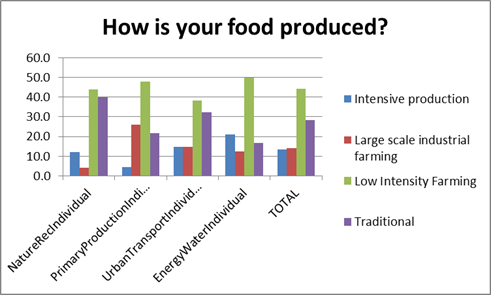 How is your food produced?
60.0
50.0
40.0
30.0
20.0
10.0
0.0
NatureRecIndividual
PrimaryProductionIndi...
UrbanTransportIndivid...
EnergyWaterIndividual
TOTAL
Intensive production
Large scale industrial
farming
Low Intensity Farming
Traditional